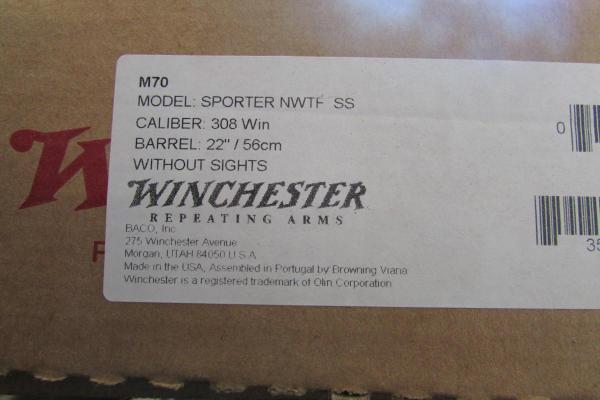 M70
MODEL: SPORTER NWTF SS
CALIBER: 308 Win
BARREL: 22" / 56cm
WITHOUT SIGHTS
WINCHESTER
REPEATING ARMS
BACO, Inc
275 Winchester Avenue
Morgan, UTAH 84050 U.S.A
Made in the USA, Assembled in Portugal by Browning Viana
Winchester is a registered trademark of Olin Corporation
0
35